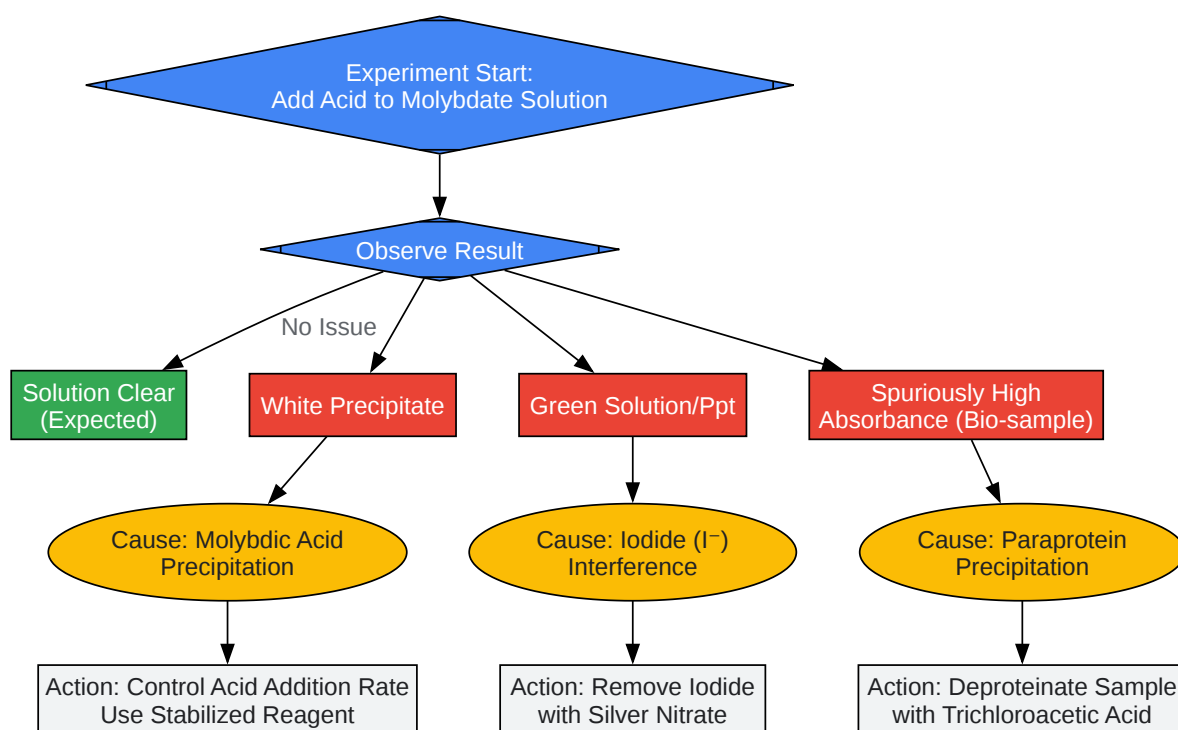 Experiment Start:
Add Acid to Molybdate Solution
Observe Result
No Issue
Solution Clear
(Expected)
White Precipitate
Green Solution/Ppt
Spuriously High
Absorbance (Bio-sample)
Cause: Molybdic Acid
Precipitation
Cause: Iodide (I⁻)
Interference
Cause: Paraprotein
Precipitation
Action: Control Acid Addition Rate
Use Stabilized Reagent
Action: Remove Iodide
with Silver Nitrate
Action: Deproteinate Sample
with Trichloroacetic Acid